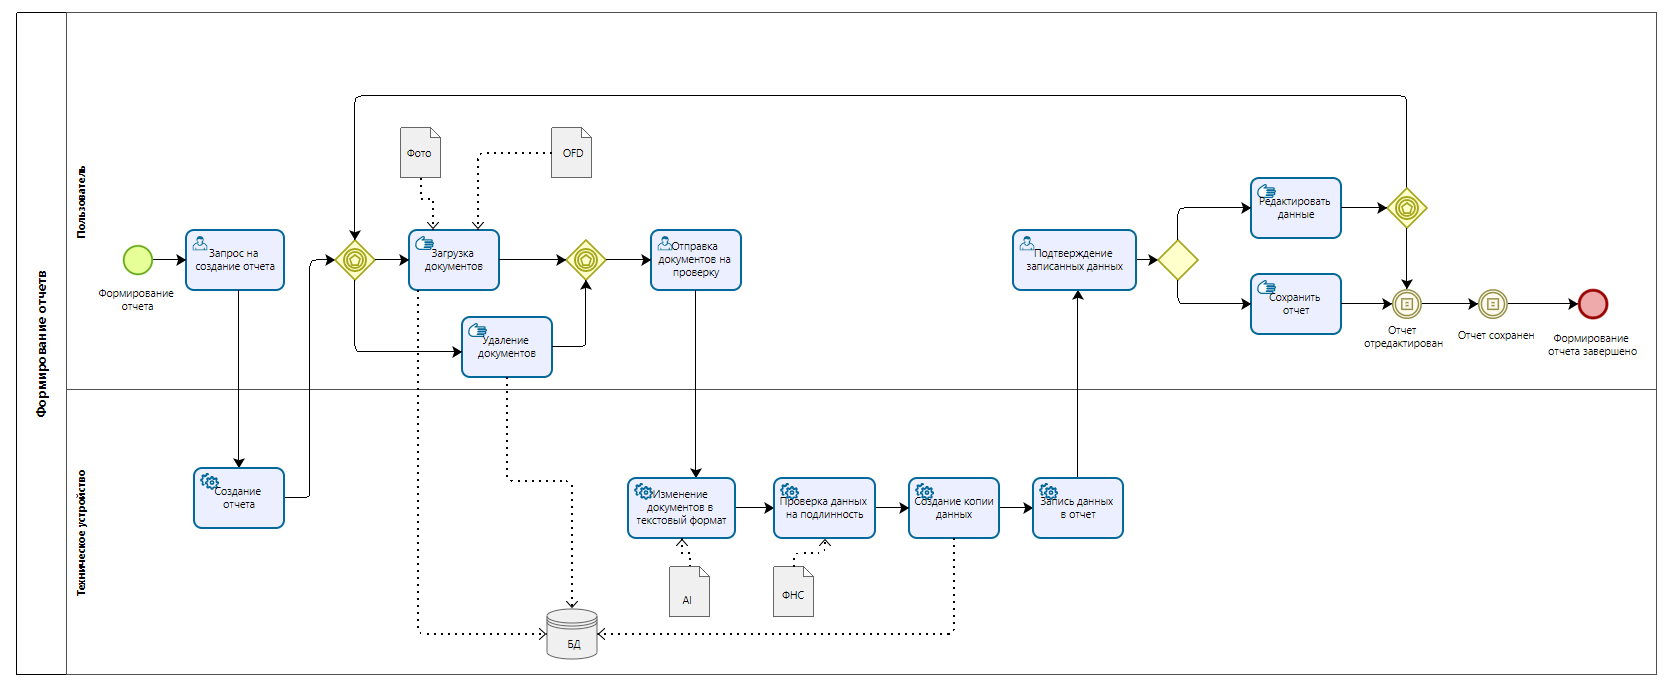 Формирование отчетв
Пользователь
Формирование
отчета
Запрос на
создание отчета
Фото
OFD
Загрузка
документов
Удаление
документов
Отправка
документов на
проверку
Подтверждение
записанных данных
Редактировать
данные
Сохранить
отчет
Отчет
отредактирован
Отчет сохранен
Формирование
отчета завершено
Техническое устройство
Создание
отчета
Изменение
документов в
текстовый формат
Проверка данных
на подлинность
Создание копии
данных
Запись данных
в отчет
AI
ФНС
БД